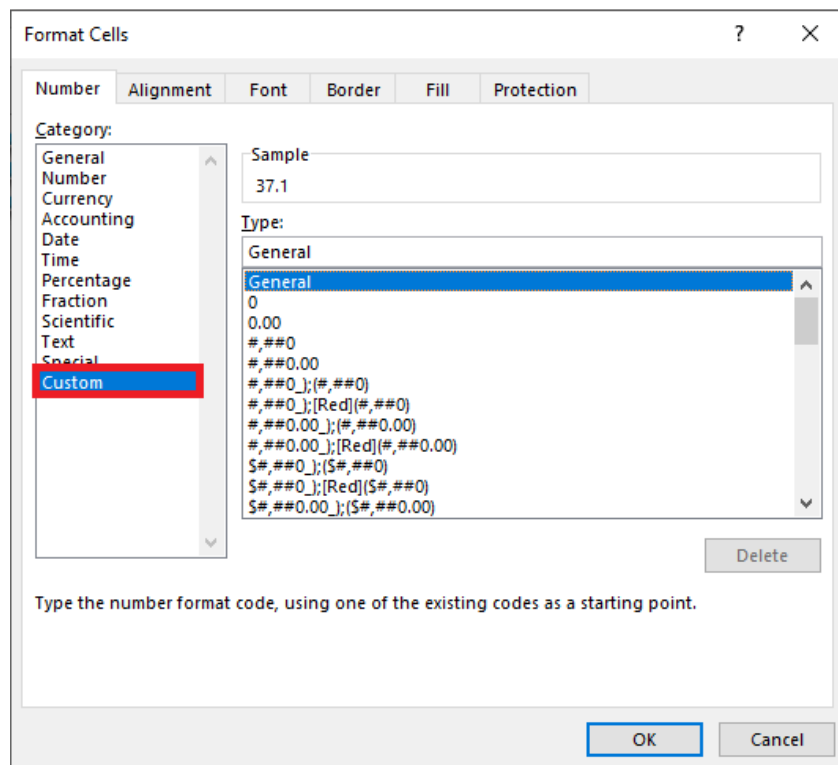 Format Cells ?
Number Alignment Font Border Fill Protection
Category:
General
Number
Currency
Accounting
Date
Time
Percentage
Fraction
Scientific
Text
Special
Custom
Sample
37.1
Type:
General
General
0
0.00
#,##0
#,##0.00
#,##0_);(#,##0)
#,##0_);[Red](#,##0)
#,##0.00_);(#,##0.00)
#,##0.00_);[Red](#,##0.00)
$#,##0_);($#,##0)
$#,##0_);[Red]($#,##0)
$#,##0.00_);($#,##0.00)
Delete
Type the number format code, using one of the existing codes as a starting point.
OK Cancel